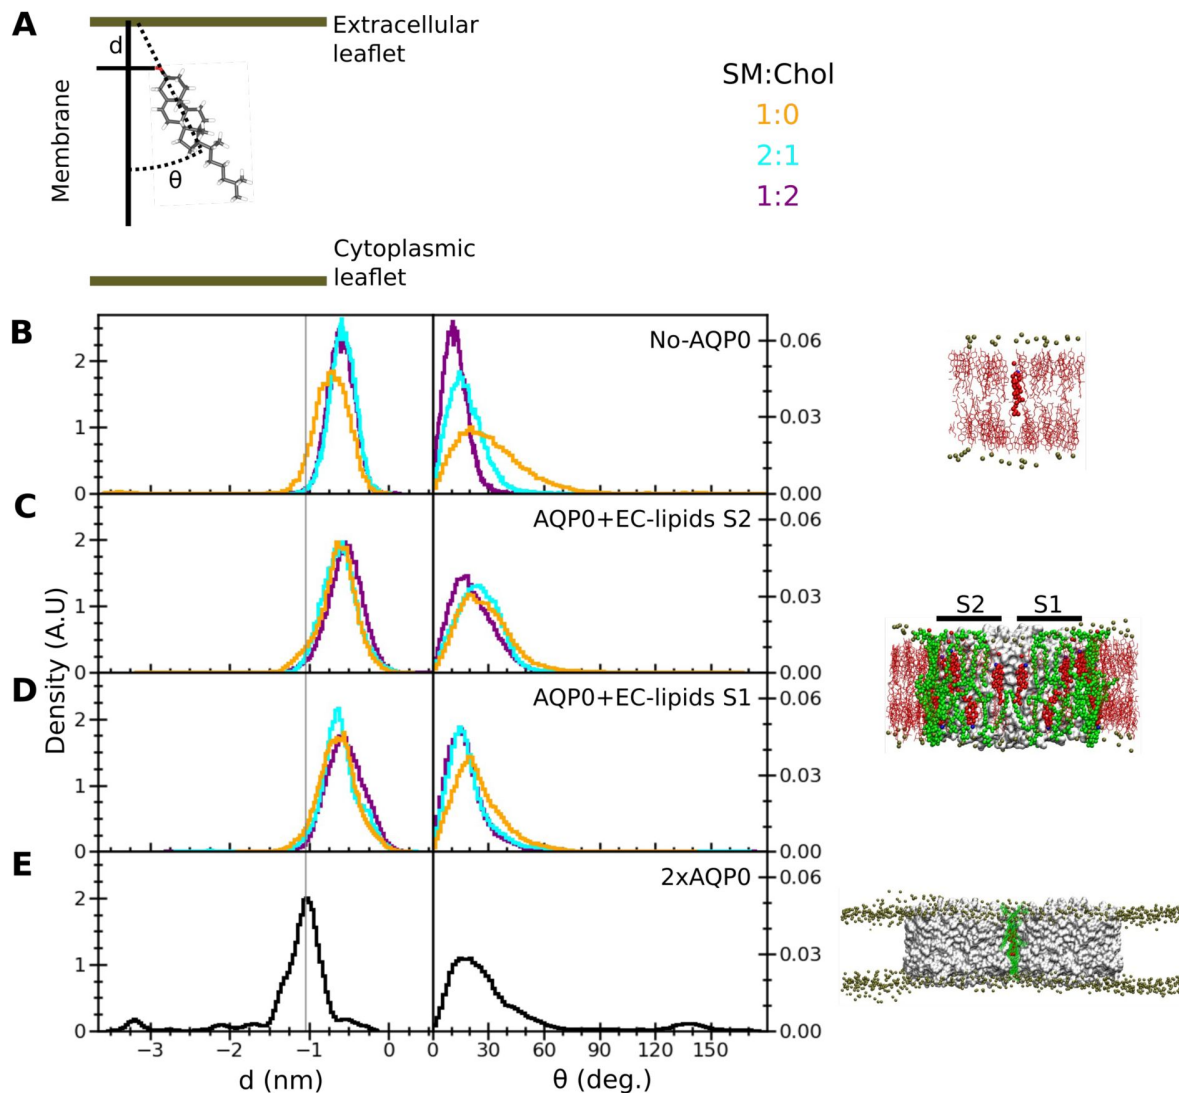 A
Extracellular
leaflet
d
Membrane
θ
Cytoplasmic
leaflet
SM:Chol
1:0
2:1
1:2
B
No-AQP0
2
1
0
0.06
0.03
0.00
C
AQP0+EC-lipids S2
2
1
0
0.06
0.03
0.00
S2 S1
D
AQP0+EC-lipids S1
2
1
0
0.06
0.03
0.00
Density (A.U)
E
2xAQP0
2
1
0
0.06
0.03
0.00
−3 −2 −1 0
0 30 60 90 120 150
d (nm)
θ (deg.)